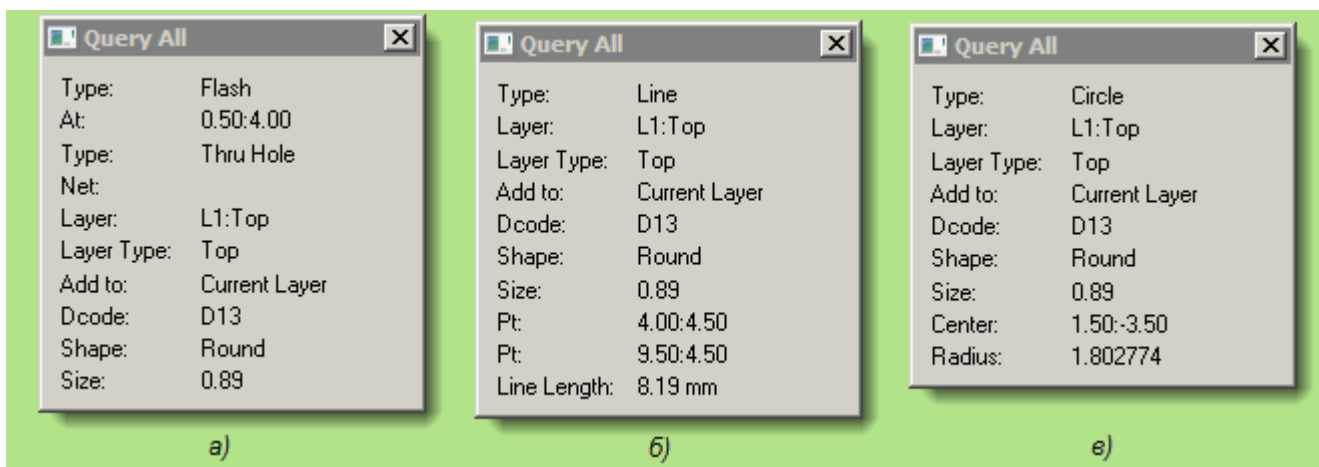 Query All
Type: Flash
At: 0.50:4.00
Type: Thru Hole
Net:
Layer: L1:Top
Layer Type: Top
Add to: Current Layer
Dcode: D13
Shape: Round
Size: 0.89
а)
Query All
Type: Line
Layer: L1:Top
Layer Type: Top
Add to: Current Layer
Dcode: D13
Shape: Round
Size: 0.89
Pt: 4.00:4.50
Pt: 9.50:4.50
Line Length: 8.19 mm
б)
Query All
Type: Circle
Layer: L1:Top
Layer Type: Top
Add to: Current Layer
Dcode: D13
Shape: Round
Size: 0.89
Center: 1.50:-3.50
Radius: 1.802774
в)